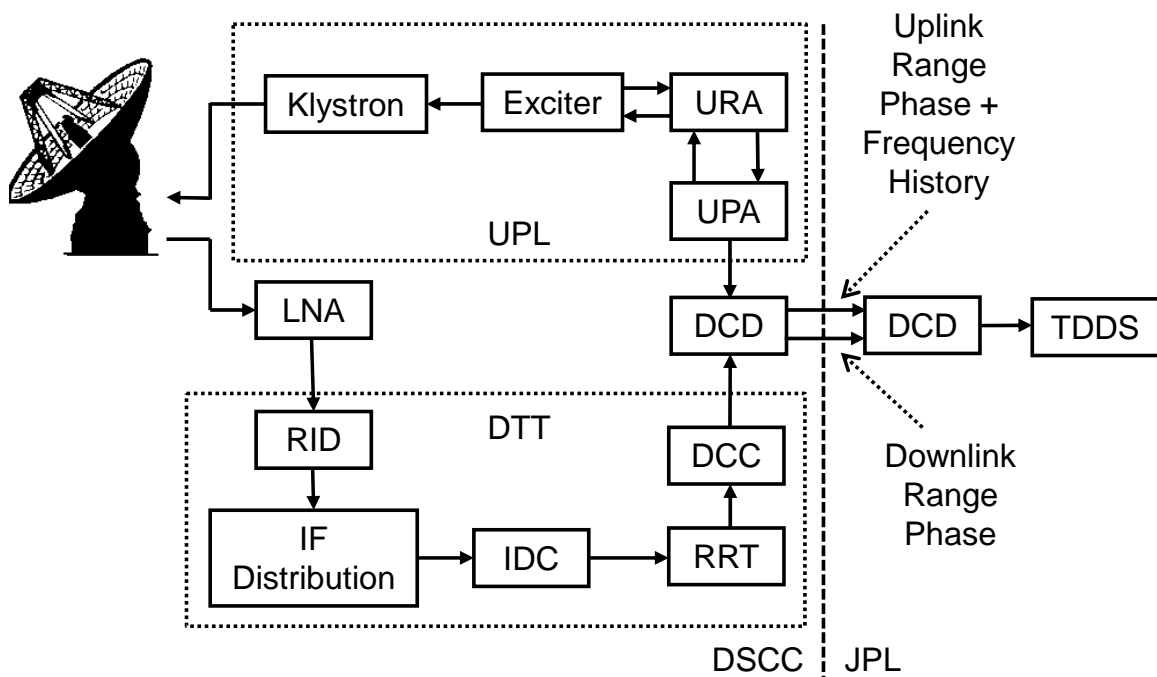 Klystron
Exciter
URA
UPA
UPL
Uplink
Range
Phase +
Frequency
History
LNA
DCD
DCD
TDDS
RID
DTT
DCC
Downlink
Range
Phase
IF
Distribution
IDC
RRT
DSCC
JPL